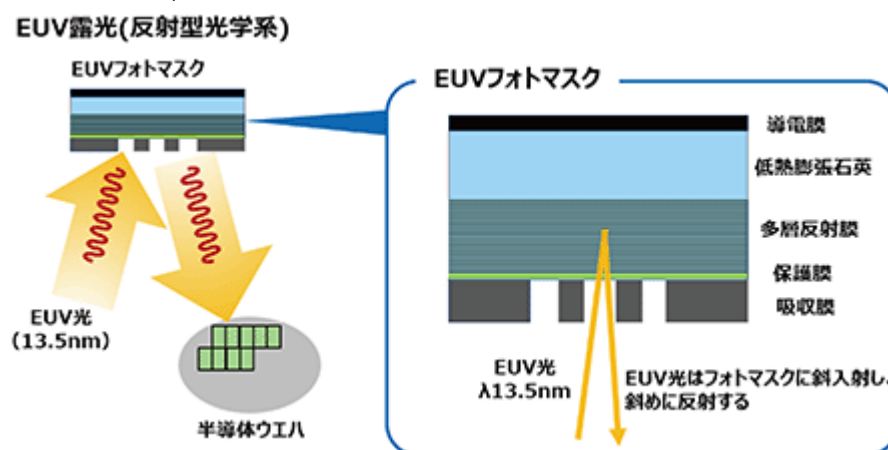 EUV露光(反射型光学系)
EUVフォトマスク
EUV光
(13.5nm)
半導体ウエハ
EUVフォトマスク
導電膜
低熱膨張石英
多層反射膜
保護膜
吸収膜
EUV光
λ13.5nm
EUV光はフォトマスクに斜入射し、
斜めに反射する